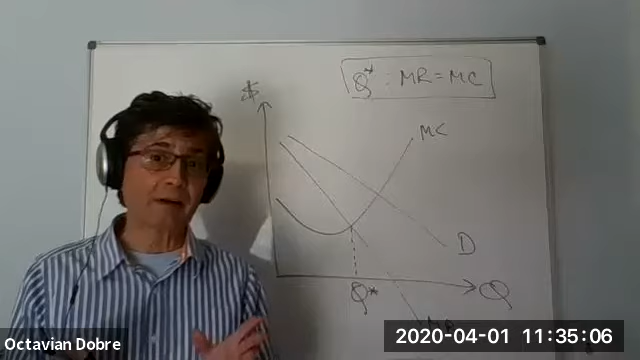 Q* : MR = MC
$
MC
D
Q*
Q
Octavian Dobre
2020-04-01 11:35:06